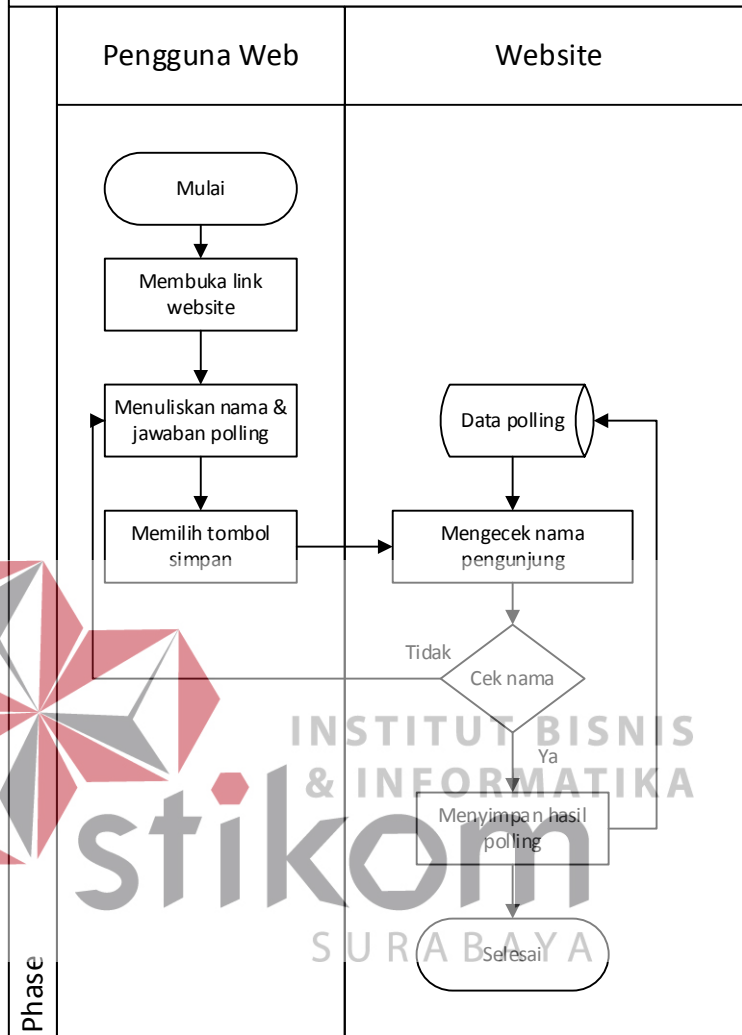 Pengguna Web
Website
Mulai
Membuka link
website
Menuliskan nama &
jawaban polling
Data polling
Memilih tombol
simpan
Mengecek nama
pengunjung
Tidak
Cek nama
Ya
Menyimpan hasil
polling
Selesai
INSTITUT BISNIS
& INFORMATIKA
stikom
SURABAYA
Phase